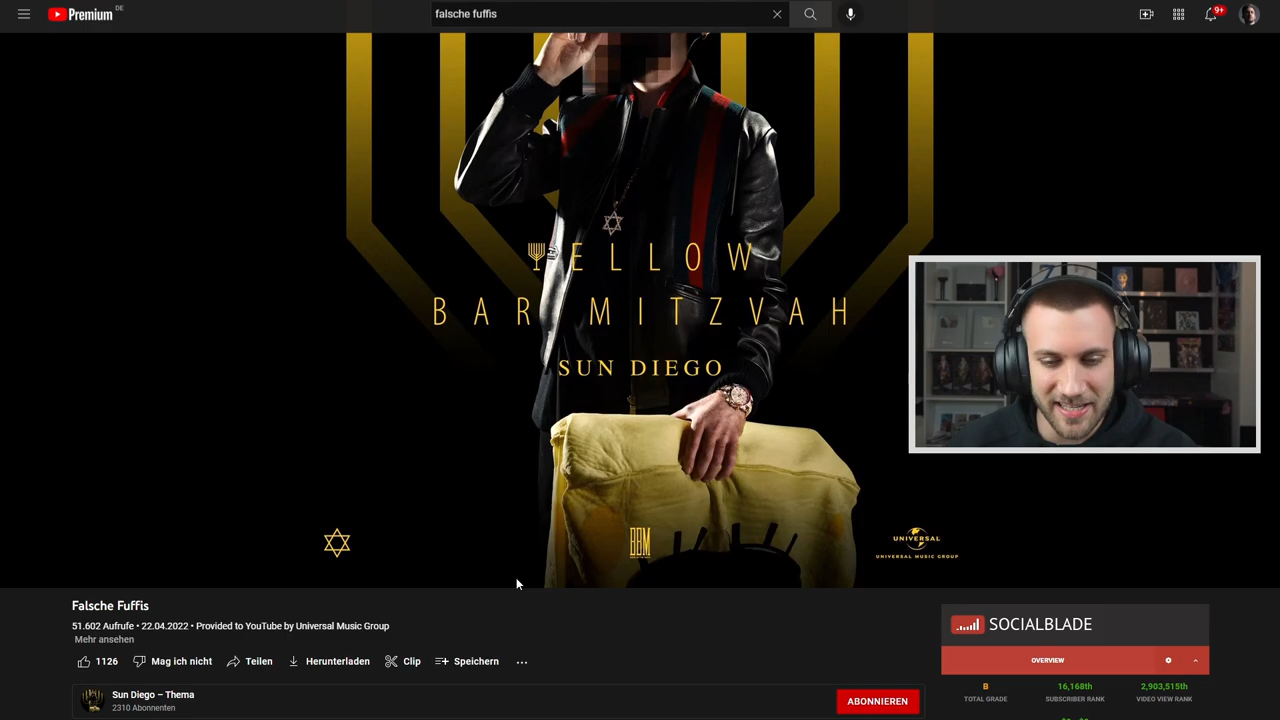 Premium DE
falsche fuffis
9+
YELLOW
BAR MITZVAH
SUN DIEGO
BBM
UNIVERSAL
UNIVERSAL MUSIC GROUP
Falsche Fuffis
51.602 Aufrufe • 22.04.2022 • Provided to YouTube by Universal Music Group
Mehr ansehen
1126 Mag ich nicht Teilen Herunterladen Clip Speichern
Sun Diego – Thema
2310 Abonnenten
ABONNIEREN
SOCIALBLADE
OVERVIEW
B 16,168th 2,903,515th
TOTAL GRADE SUBSCRIBER RANK VIDEO VIEW RANK